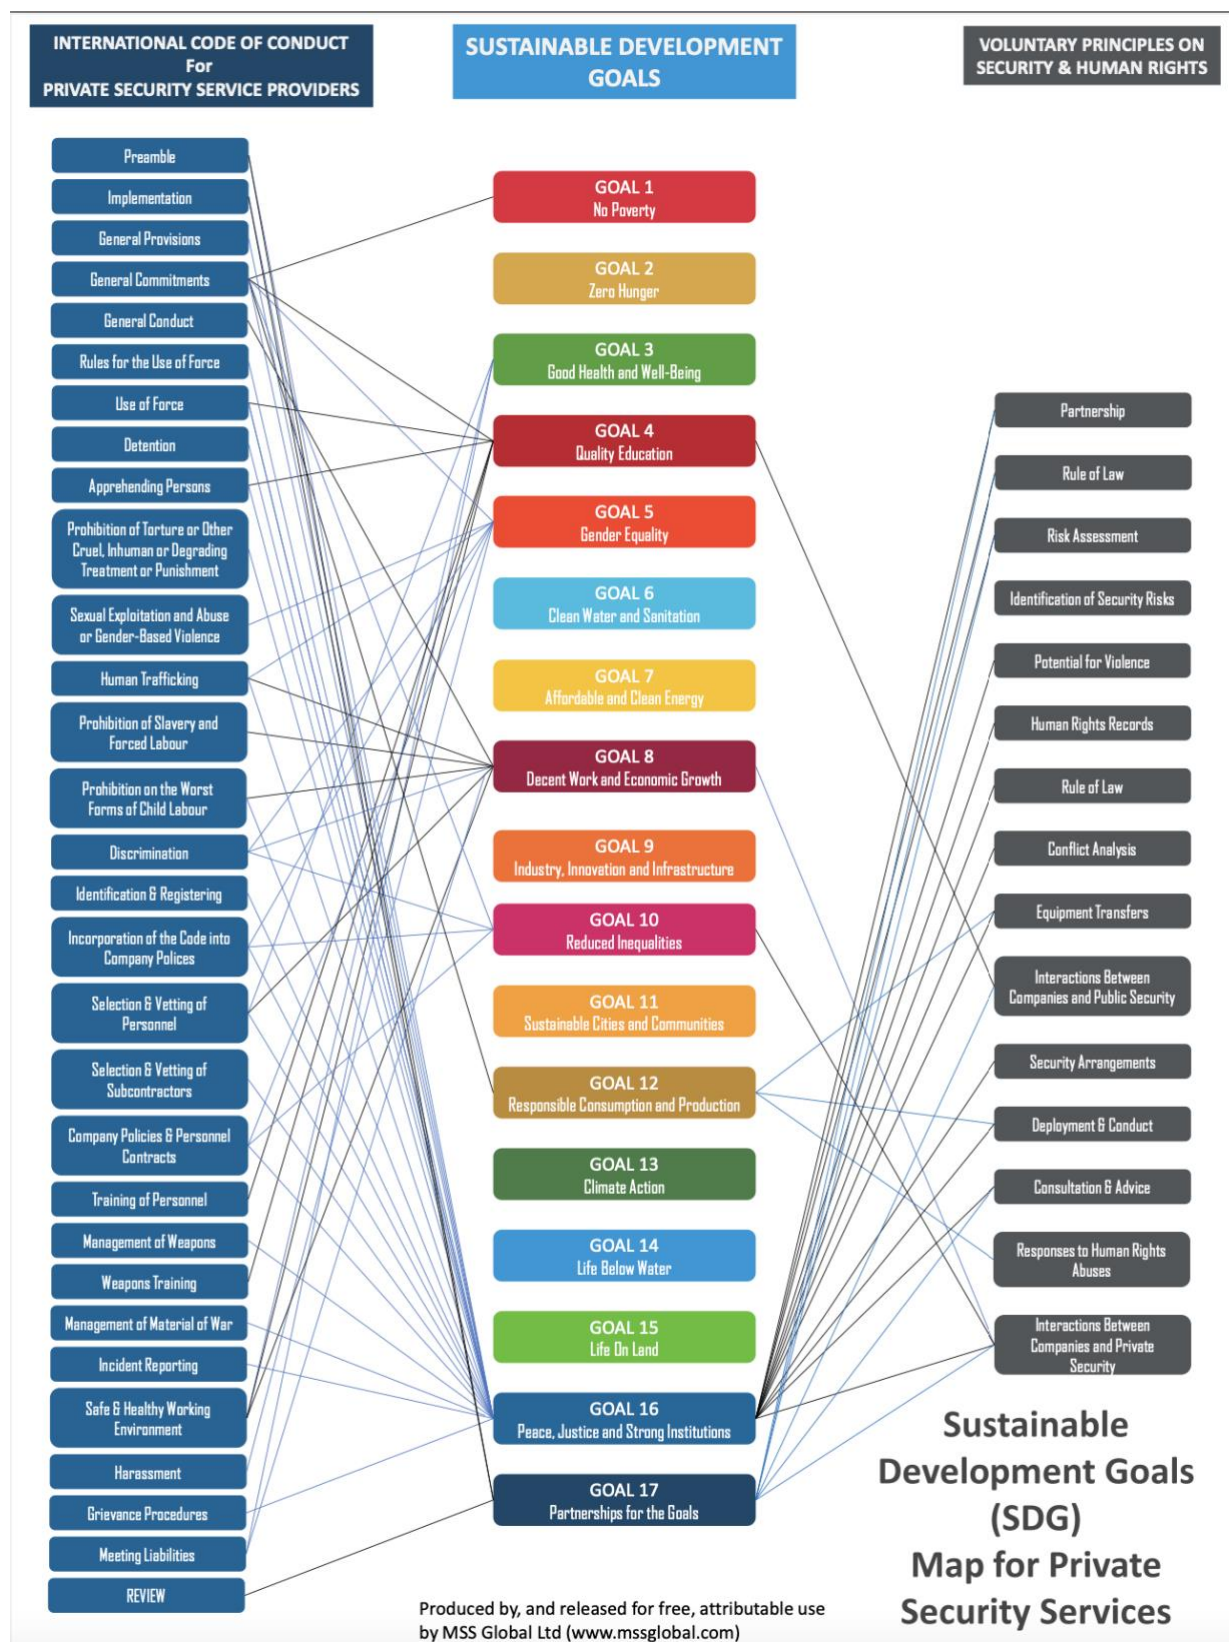 INTERNATIONAL CODE OF CONDUCT
For
PRIVATE SECURITY SERVICE PROVIDERS
Preamble
Implementation
General Provisions
General Commitments
General Conduct
Rules for the Use of Force
Use of Force
Detention
Apprehending Persons
Prohibition of Torture or Other
Cruel, Inhuman or Degrading
Treatment or Punishment
Sexual Exploitation and Abuse
or Gender-Based Violence
Human Trafficking
Prohibition of Slavery and
Forced Labour
Prohibition on the Worst
Forms of Child Labour
Discrimination
Identification & Registering
Incorporation of the Code into
Company Polices
Selection & Vetting of
Personnel
Selection & Vetting of
Subcontractors
Company Policies & Personnel
Contracts
Training of Personnel
Management of Weapons
Weapons Training
Management of Material of War
Incident Reporting
Safe & Healthy Working
Environment
Harassment
Grievance Procedures
Meeting Liabilities
REVIEW
SUSTAINABLE DEVELOPMENT
GOALS
GOAL 1
No Poverty
GOAL 2
Zero Hunger
GOAL 3
Good Health and Well-Being
GOAL 4
Quality Education
GOAL 5
Gender Equality
GOAL 6
Clean Water and Sanitation
GOAL 7
Affordable and Clean Energy
GOAL 8
Decent Work and Economic Growth
GOAL 9
Industry, Innovation and Infrastructure
GOAL 10
Reduced Inequalities
GOAL 11
Sustainable Cities and Communities
GOAL 12
Responsible Consumption and Production
GOAL 13
Climate Action
GOAL 14
Life Below Water
GOAL 15
Life On Land
GOAL 16
Peace, Justice and Strong Institutions
GOAL 17
Partnerships for the Goals
VOLUNTARY PRINCIPLES ON
SECURITY & HUMAN RIGHTS
Partnership
Rule of Law
Risk Assessment
Identification of Security Risks
Potential for Violence
Human Rights Records
Rule of Law
Conflict Analysis
Equipment Transfers
Interactions Between
Companies and Public Security
Security Arrangements
Deployment & Conduct
Consultation & Advice
Responses to Human Rights
Abuses
Interactions Between
Companies and Private
Security
Sustainable
Development Goals
(SDG)
Map for Private
Security Services
Produced by, and released for free, attributable use
by MSS Global Ltd (www.mssglobal.com)